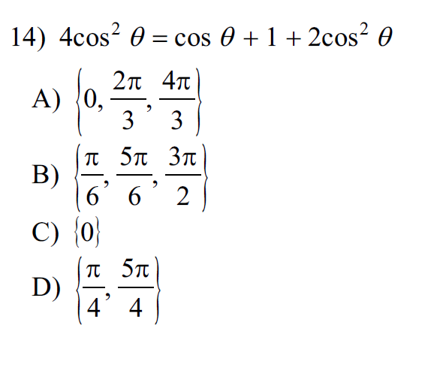 14) 4cos² θ = cos θ + 1 + 2cos² θ
A) {0, 2π/3, 4π/3}
B) {π/6, 5π/6, 3π/2}
C) {0}
D) {π/4, 5π/4}